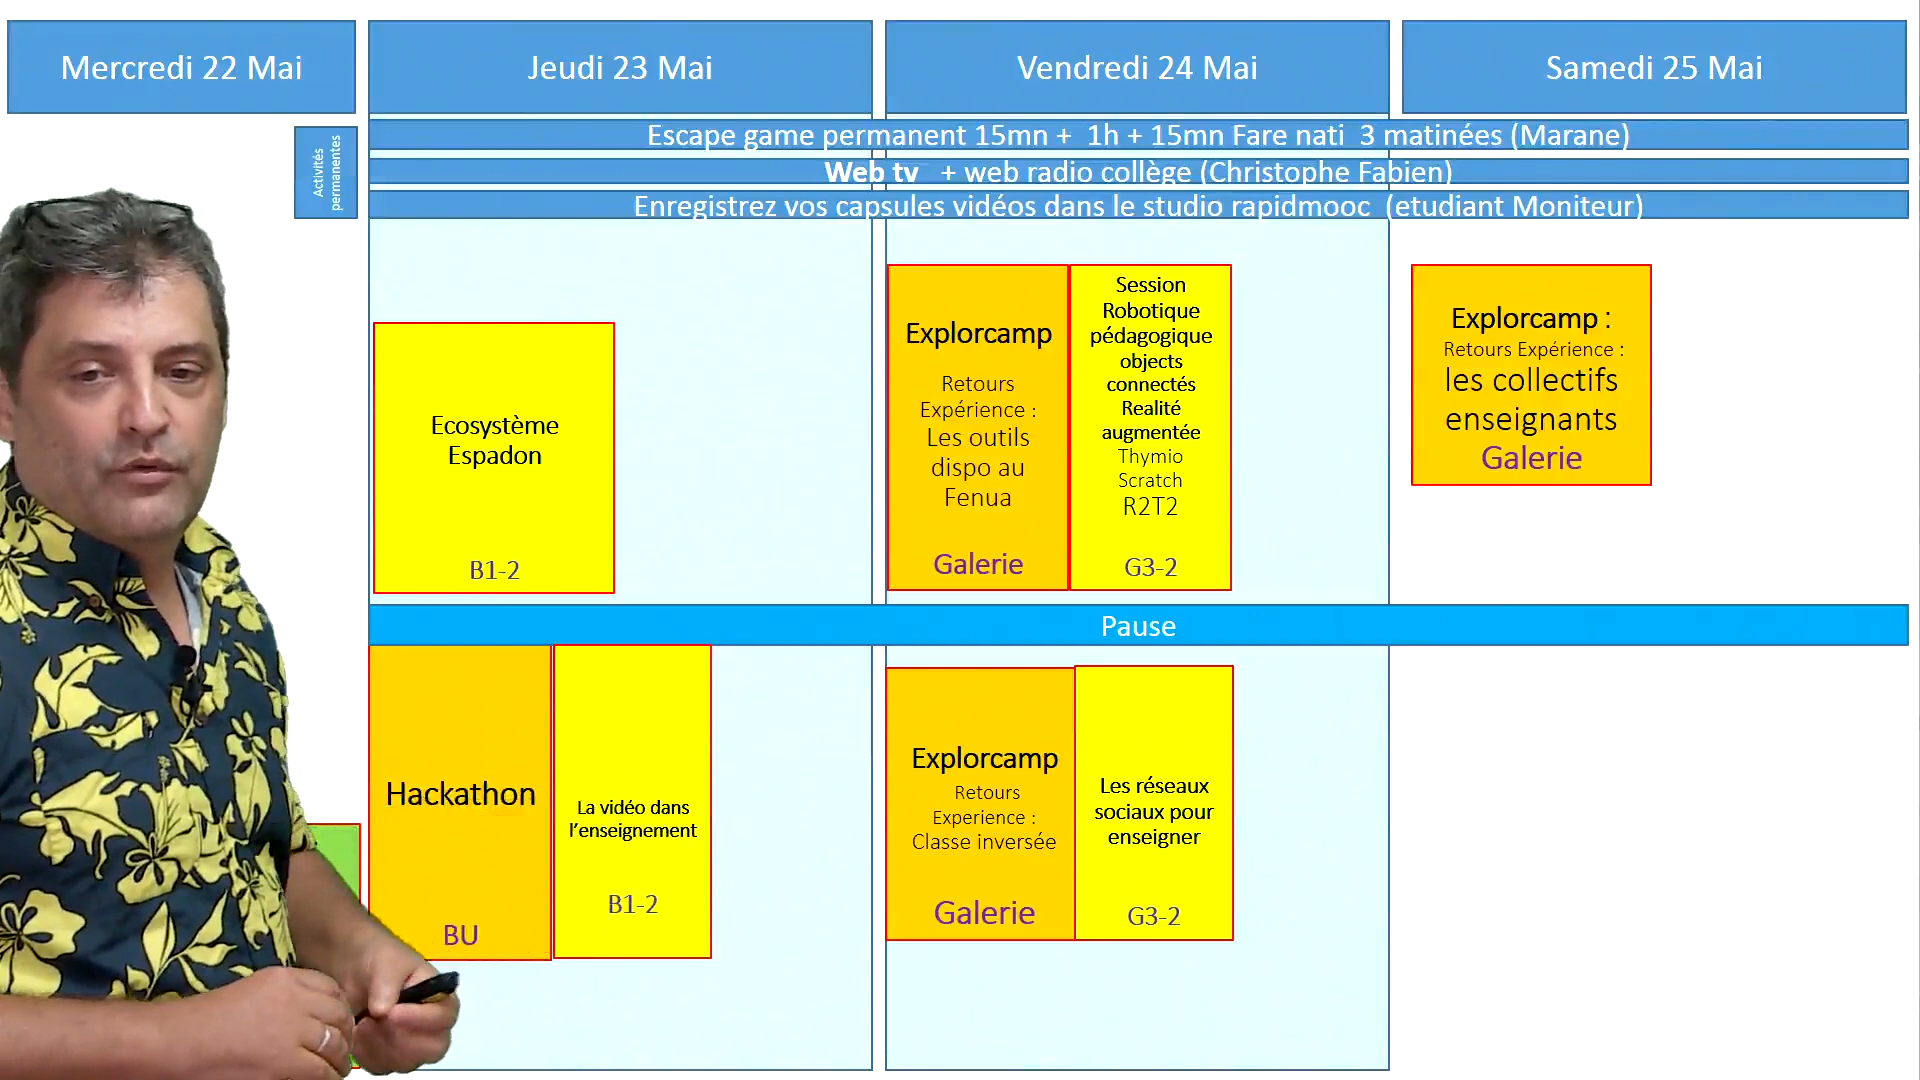 Mercredi 22 Mai
Jeudi 23 Mai
Vendredi 24 Mai
Samedi 25 Mai
Activités
permanentes
Escape game permanent 15mn + 1h + 15mn Fare nati 3 matinées (Marane)
Web tv + web radio collège (Christophe Fabien)
Enregistrez vos capsules vidéos dans le studio rapidmooc (etudiant Moniteur)
Ecosystème
Espadon
B1-2
Explorcamp
Retours
Expérience :
Les outils
dispo au
Fenua
Galerie
Session
Robotique
pédagogique
objects
connectés
Realité
augmentée
Thymio
Scratch
R2T2
G3-2
Explorcamp :
Retours Expérience :
les collectifs
enseignants
Galerie
Pause
Hackathon
BU
La vidéo dans
l'enseignement
B1-2
Explorcamp
Retours
Experience :
Classe inversée
Galerie
Les réseaux
sociaux pour
enseigner
G3-2